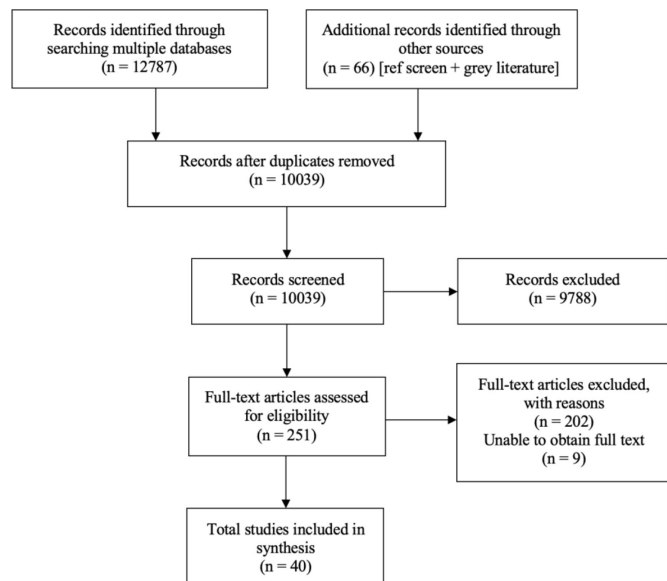 Records identified through
searching multiple databases
(n = 12787)
Additional records identified through
other sources
(n = 66) [ref screen + grey literature]
Records after duplicates removed
(n = 10039)
Records screened
(n = 10039)
Records excluded
(n = 9788)
Full-text articles assessed
for eligibility
(n = 251)
Full-text articles excluded,
with reasons
(n = 202)
Unable to obtain full text
(n = 9)
Total studies included in
synthesis
(n = 40)